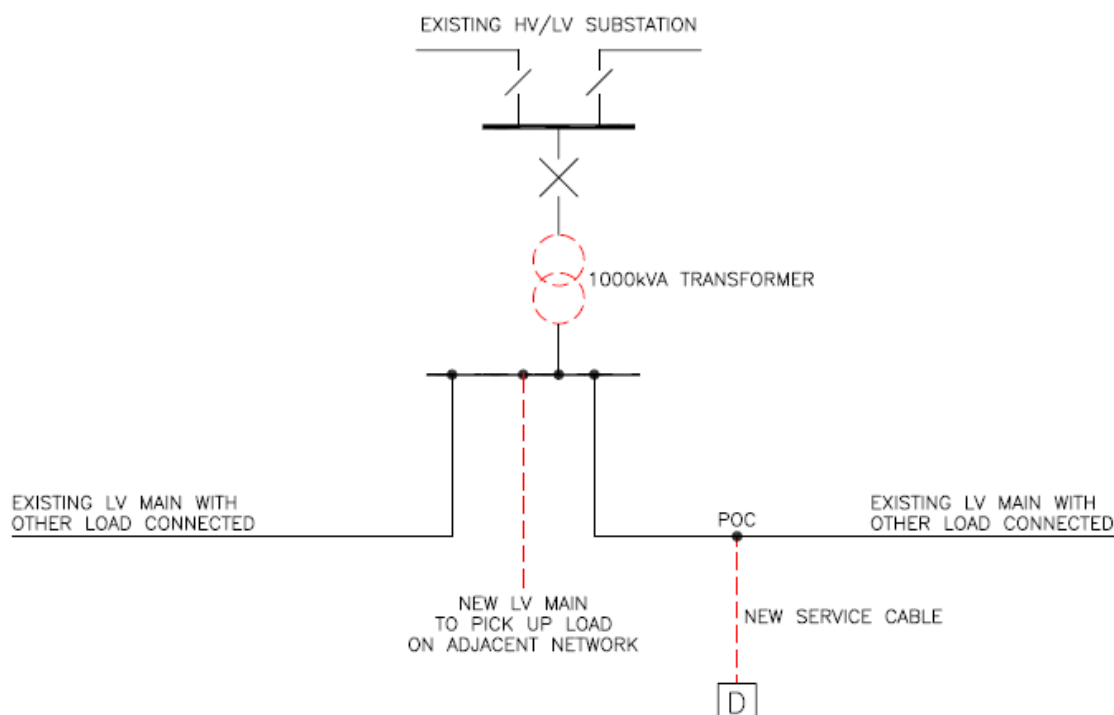 EXISTING HV/LV SUBSTATION
1000kVA TRANSFORMER
EXISTING LV MAIN WITH
OTHER LOAD CONNECTED
POC
EXISTING LV MAIN WITH
OTHER LOAD CONNECTED
NEW LV MAIN
TO PICK UP LOAD
ON ADJACENT NETWORK
NEW SERVICE CABLE
D